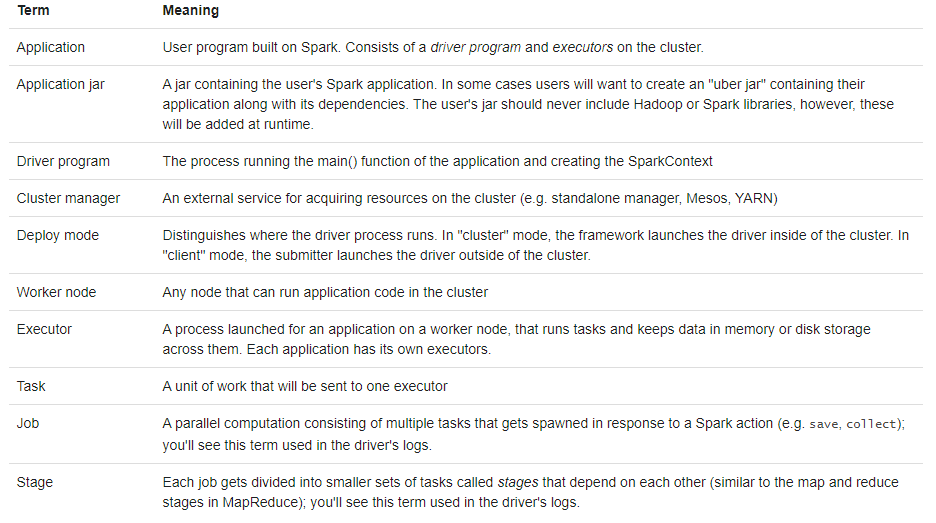 Term Meaning
Application User program built on Spark. Consists of a driver program and executors on the cluster.
Application jar A jar containing the user's Spark application. In some cases users will want to create an "uber jar" containing their
application along with its dependencies. The user's jar should never include Hadoop or Spark libraries, however, these
will be added at runtime.
Driver program The process running the main() function of the application and creating the SparkContext
Cluster manager An external service for acquiring resources on the cluster (e.g. standalone manager, Mesos, YARN)
Deploy mode Distinguishes where the driver process runs. In "cluster" mode, the framework launches the driver inside of the cluster. In
"client" mode, the submitter launches the driver outside of the cluster.
Worker node Any node that can run application code in the cluster
Executor A process launched for an application on a worker node, that runs tasks and keeps data in memory or disk storage
across them. Each application has its own executors.
Task A unit of work that will be sent to one executor
Job A parallel computation consisting of multiple tasks that gets spawned in response to a Spark action (e.g. save, collect);
you'll see this term used in the driver's logs.
Stage Each job gets divided into smaller sets of tasks called stages that depend on each other (similar to the map and reduce
stages in MapReduce); you'll see this term used in the driver's logs.